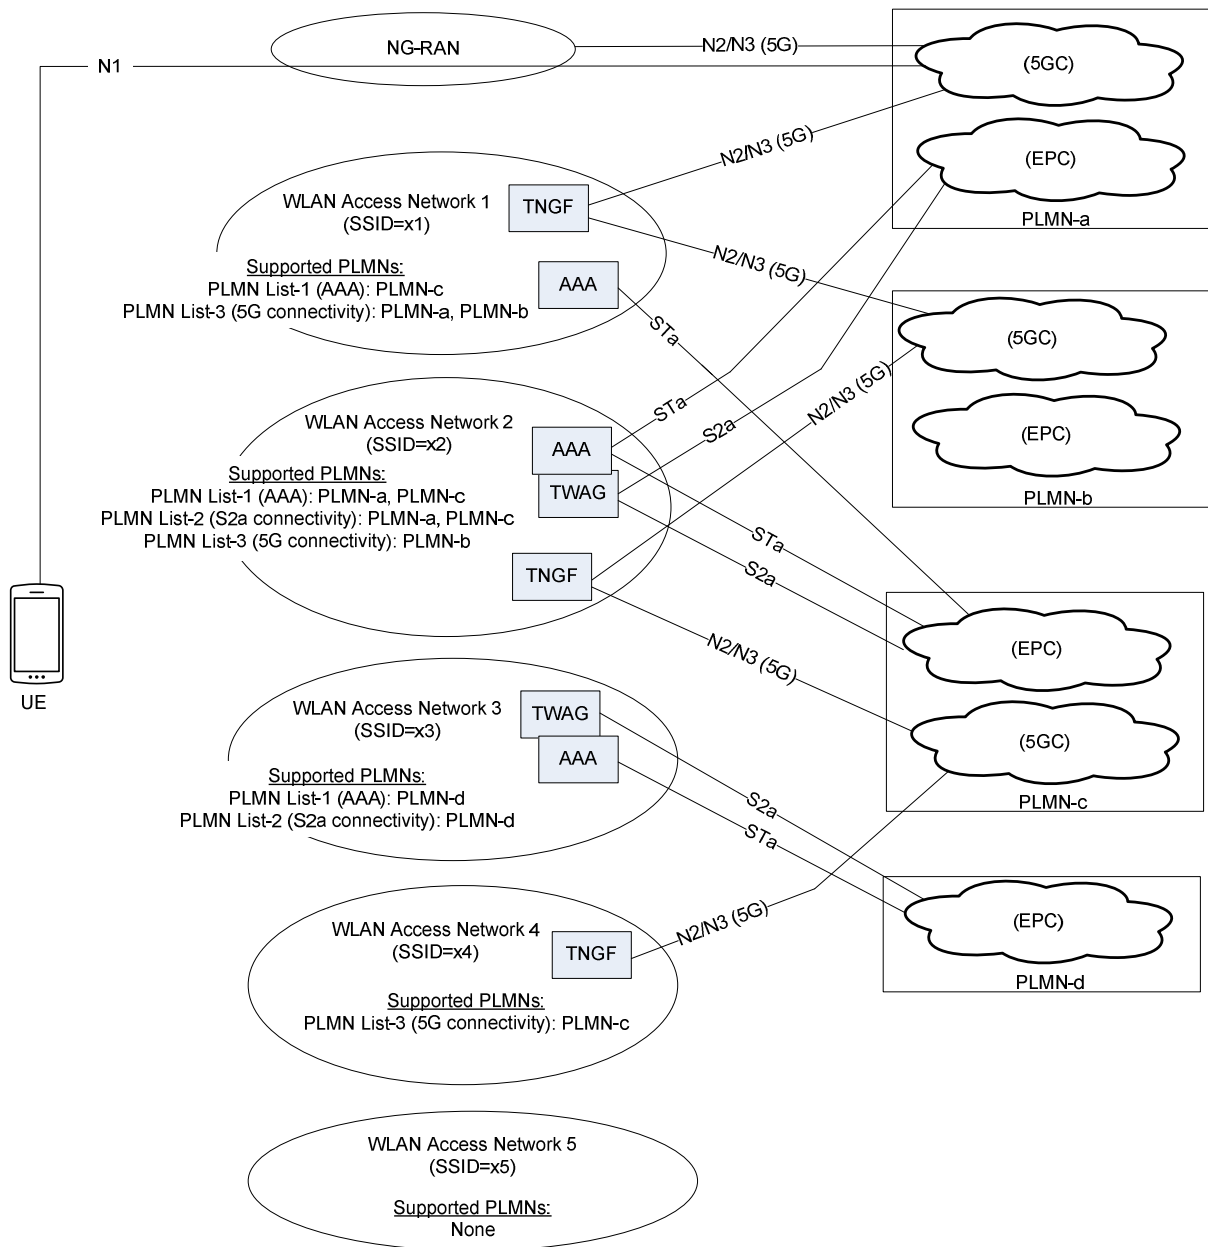 NG-RAN
N2/N3 (5G)
N1
(5GC)
(EPC)
PLMN-a
N2/N3 (5G)
WLAN Access Network 1
(SSID=x1)
TNGF
Supported PLMNs:
PLMN List-1 (AAA): PLMN-c
PLMN List-3 (5G connectivity): PLMN-a, PLMN-b
AAA
N2/N3 (5G)
STa
(5GC)
(EPC)
PLMN-b
N2/N3 (5G)
STa
S2a
WLAN Access Network 2
(SSID=x2)
AAA
TWAG
Supported PLMNs:
PLMN List-1 (AAA): PLMN-a, PLMN-c
PLMN List-2 (S2a connectivity): PLMN-a, PLMN-c
PLMN List-3 (5G connectivity): PLMN-b
TNGF
STa
S2a
N2/N3 (5G)
(EPC)
(5GC)
PLMN-c
UE
WLAN Access Network 3
(SSID=x3)
TWAG
AAA
Supported PLMNs:
PLMN List-1 (AAA): PLMN-d
PLMN List-2 (S2a connectivity): PLMN-d
S2a
STa
(EPC)
PLMN-d
WLAN Access Network 4
(SSID=x4)
TNGF
N2/N3 (5G)
Supported PLMNs:
PLMN List-3 (5G connectivity): PLMN-c
WLAN Access Network 5
(SSID=x5)
Supported PLMNs:
None